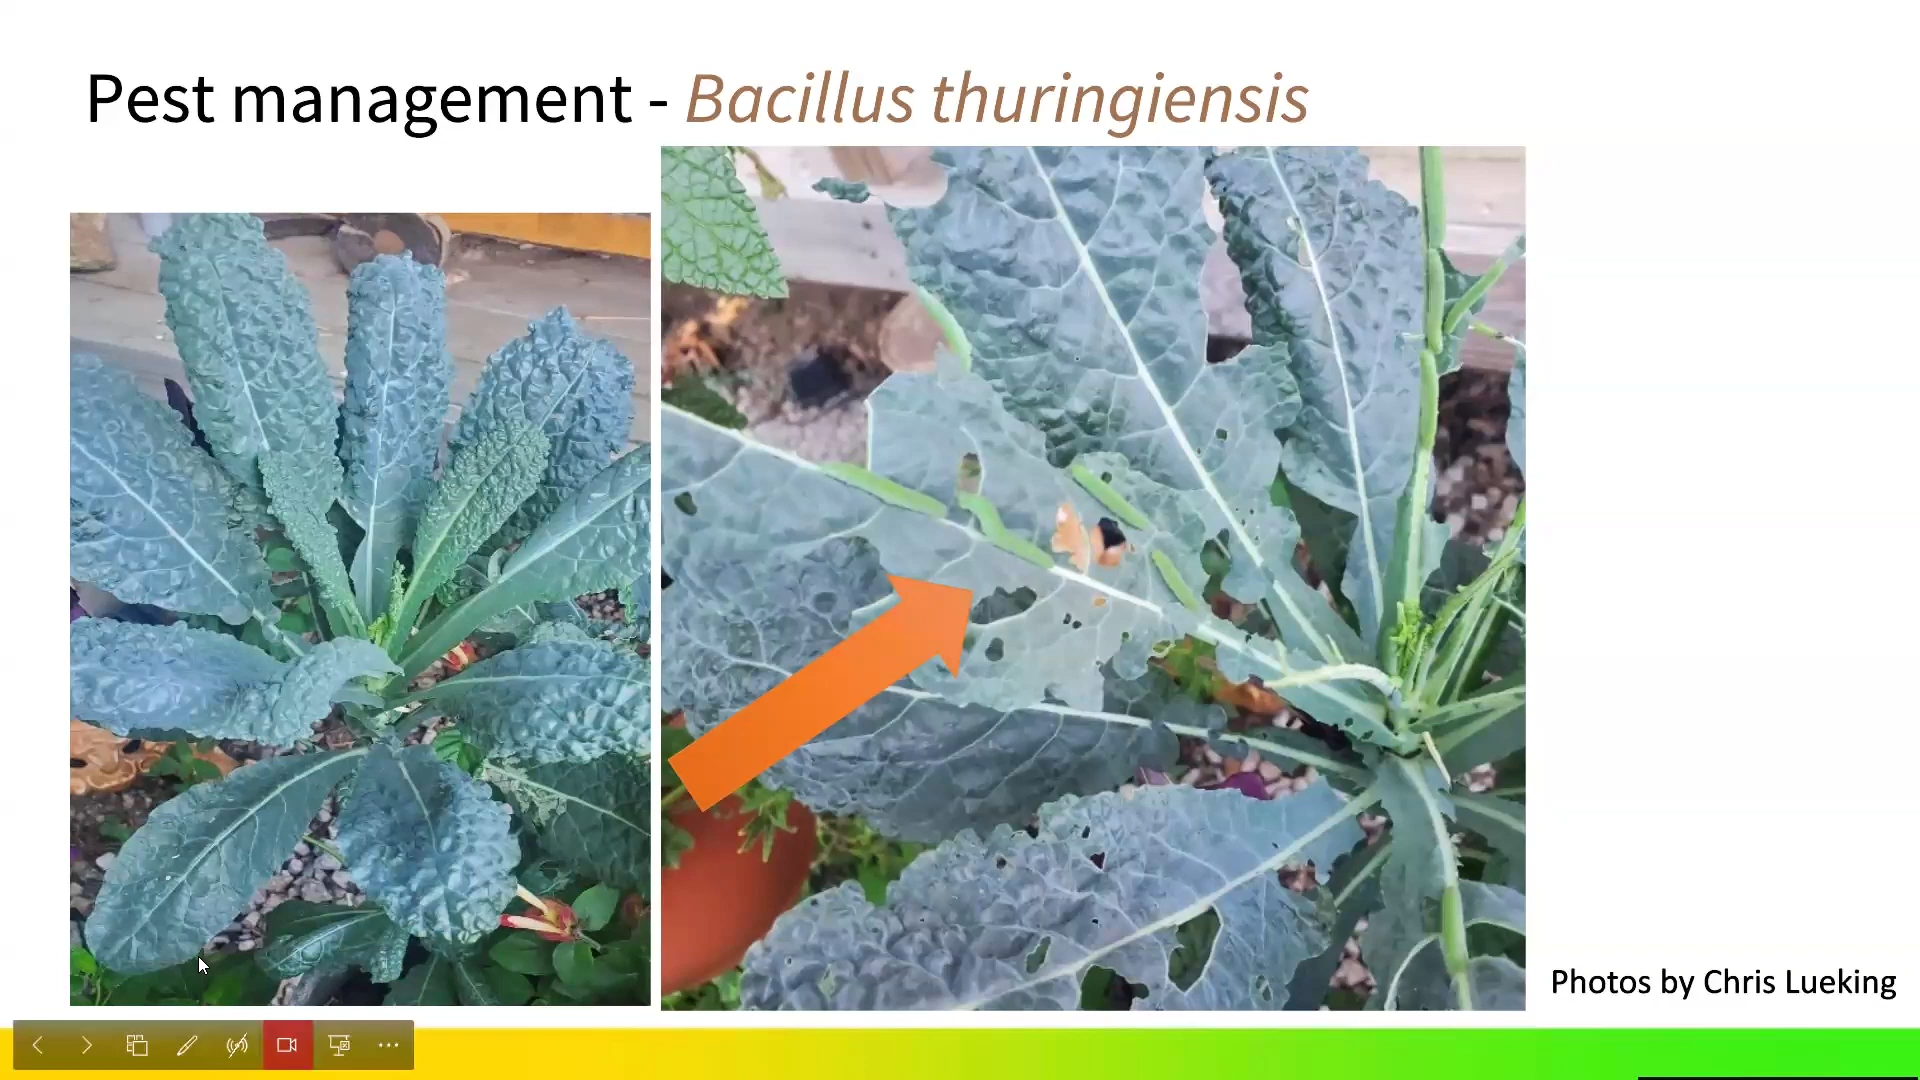 Pest management - Bacillus thuringiensis
Photos by Chris Lueking